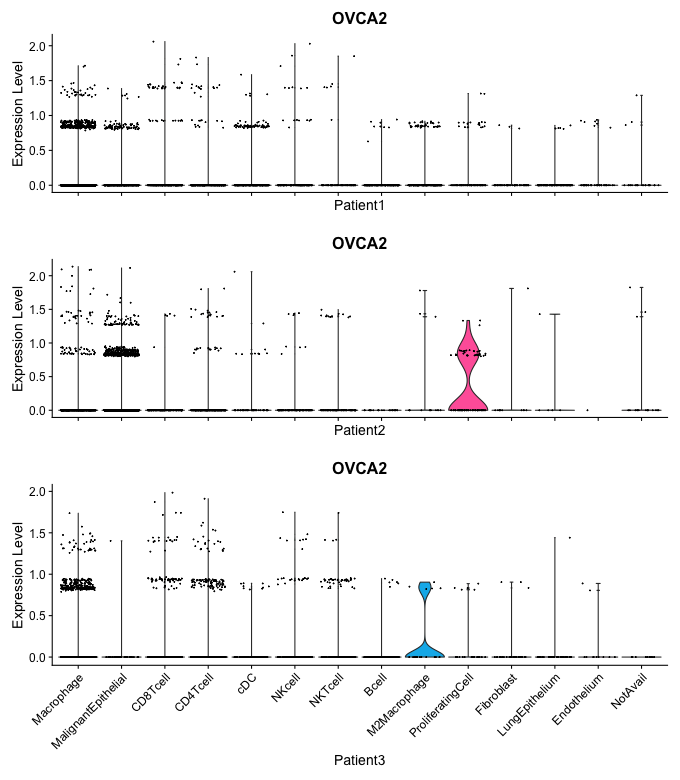 OVCA2
2.0
1.5
1.0
0.5
0.0
Expression Level
Patient1
OVCA2
2.0
1.5
1.0
0.5
0.0
Expression Level
Patient2
OVCA2
2.0
1.5
1.0
0.5
0.0
Expression Level
Macrophage
MalignantEpithelial
CD8Tcell
CD4Tcell
cDC
NKcell
NKTcell
Bcell
M2Macrophage
ProliferatingCell
Fibroblast
LungEpithelium
Endothelium
NotAvail
Patient3